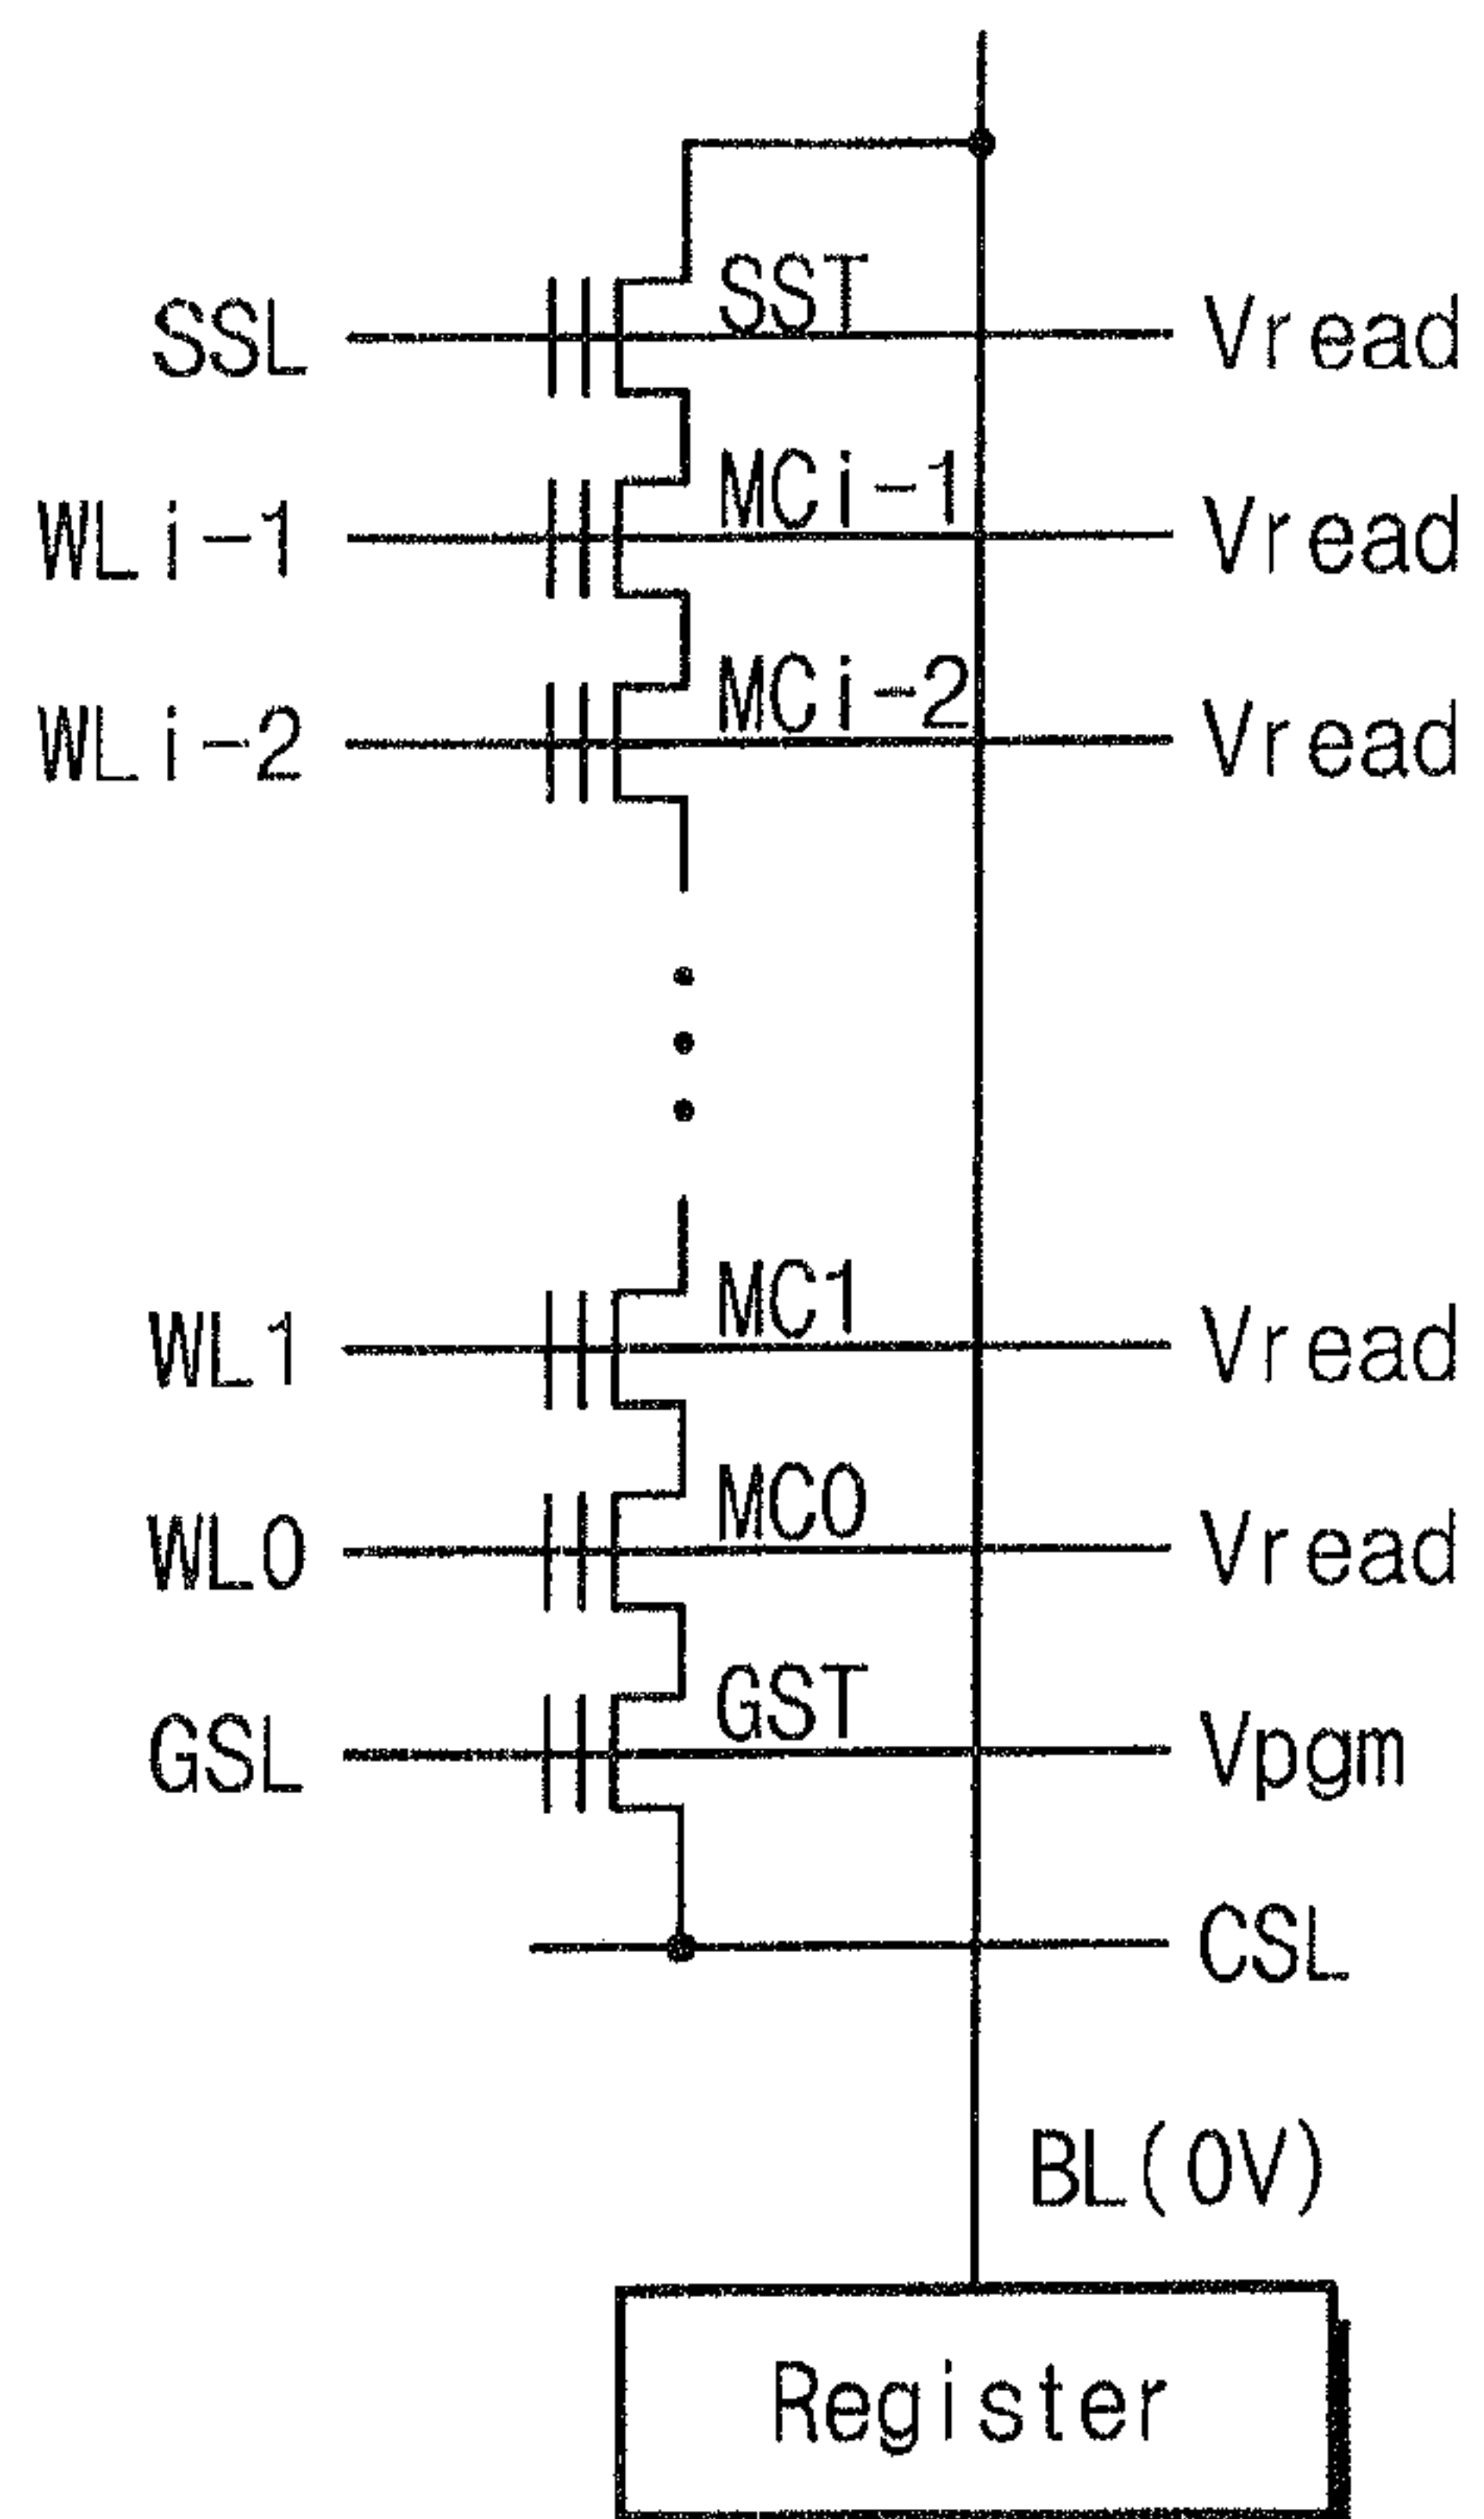 SST
SSL Vread
MCi-1
WLi-1 Vread
MCi-2
WLi-2 Vread
MC1
WL1 Vread
MC0
WL0 Vread
GST
GSL Vpgm
CSL
BL(0V)
Register